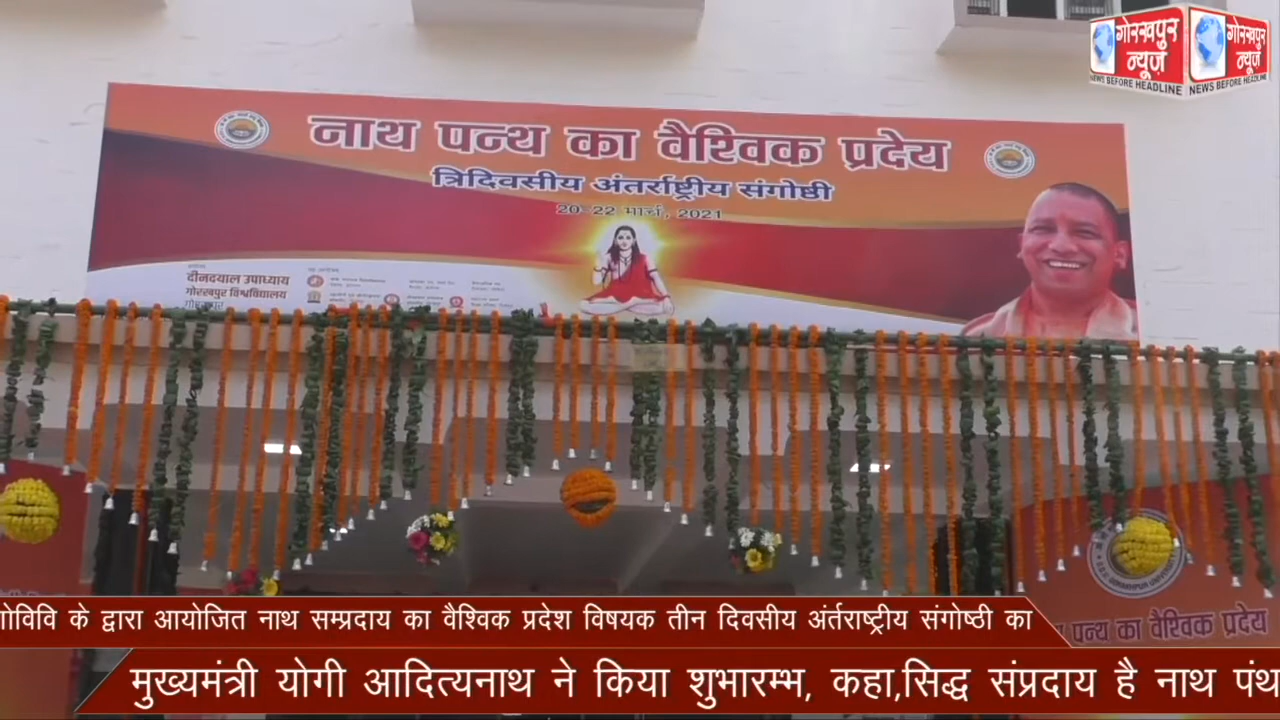 गोरखपुर न्यूज़ गोरखपुर न्यूज़
NEWS BEFORE HEADLINE NEWS BEFORE HEADLINE
नाथ पन्थ का वैश्विक प्रदेय
त्रिदिवसीय अंतर्राष्ट्रीय संगोष्ठी
20-22 मार्च, 2021
दीनदयाल उपाध्याय
गोरखपुर विश्वविद्यालय
गोरखपुर
पन्थ का वैश्विक प्रदेय
गोविवि के द्वारा आयोजित नाथ सम्प्रदाय का वैश्विक प्रदेश विषयक तीन दिवसीय अंर्तराष्ट्रीय संगोष्ठी का
मुख्यमंत्री योगी आदित्यनाथ ने किया शुभारम्भ, कहा,सिद्ध संप्रदाय है नाथ पंथ